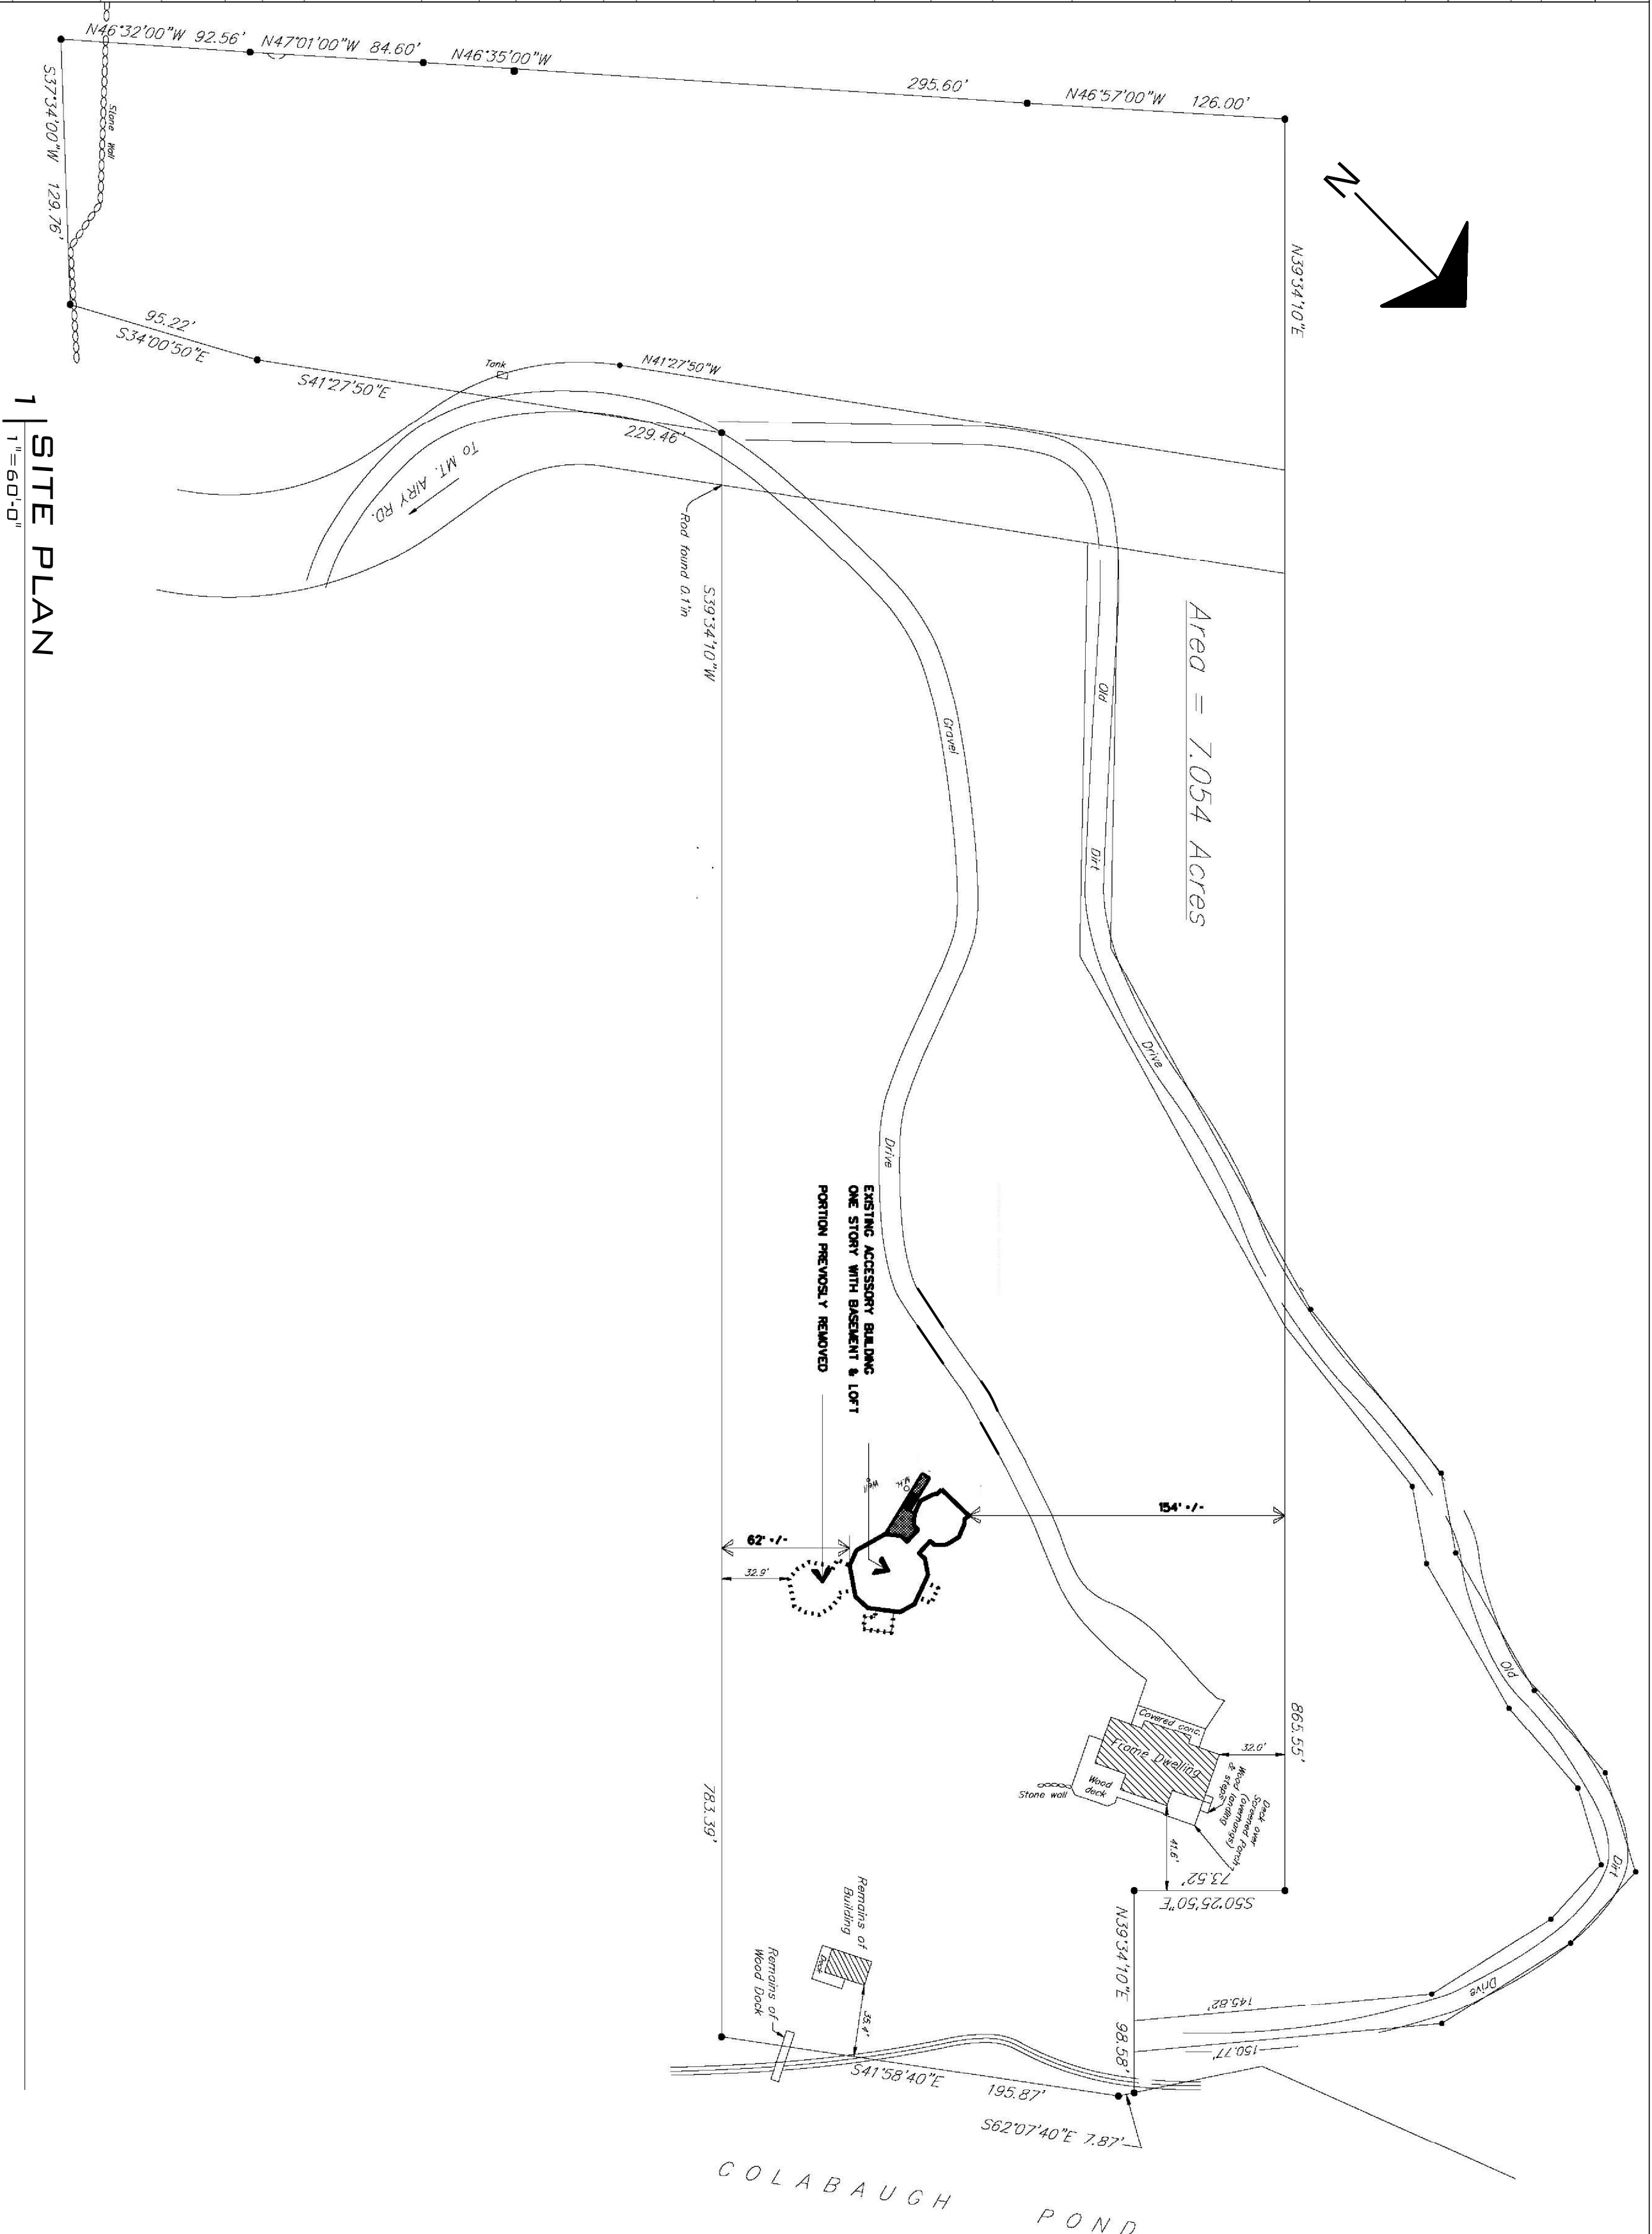 N46°32'00"W 92.56'
N47°01'00"W 84.60'
N46°35'00"W
295.60'
N46°57'00"W 126.00'
S37°34'00"W 129.76'
Stone Wall
95.22'
S34°00'50"E
S41°27'50"E
229.46'
Tank
N41°27'50"W
TO MT. AIRY RD.
Rod found 0.1'in
S39°34'10"W
783.39'
N
N39°34'10"E
865.55'
Area = 7.054 Acres
Old
Dirt
Drive
Gravel
Drive
EXISTING ACCESSORY BUILDING
ONE STORY WITH BASEMENT & LOFT
PORTION PREVIOSLY REMOVED
Well
62' +/-
32.9'
154' +/-
Covered conc.
Frame Dwelling
Wood
deck
Stone wall
32.0'
Wood landing
& steps
(overhangs)
Screened Porch
Deck over
41.6'
73.52'
S50°25'50"E
Old
Dirt
Drive
145.82'
150.77'
N39°34'10"E 98.58'
Remains of
Building
Deck
35.4'
Remains of
Wood Dock
S41°58'40"E
195.87'
S62°07'40"E 7.87'
COLABAUGH POND
1
SITE PLAN
1"=60'-0"